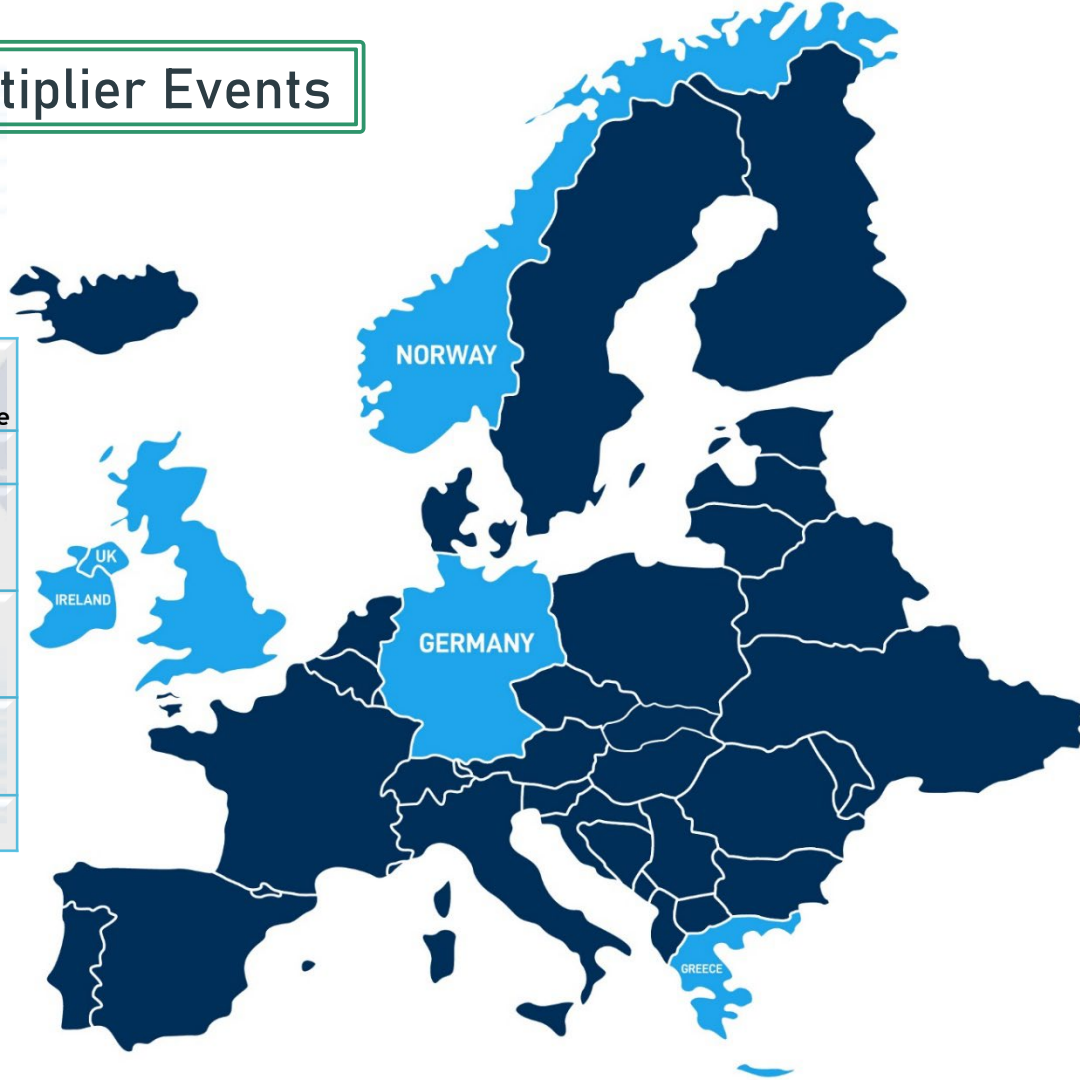 tiplier Events
NORWAY
e
UK
IRELAND
GERMANY
GREECE